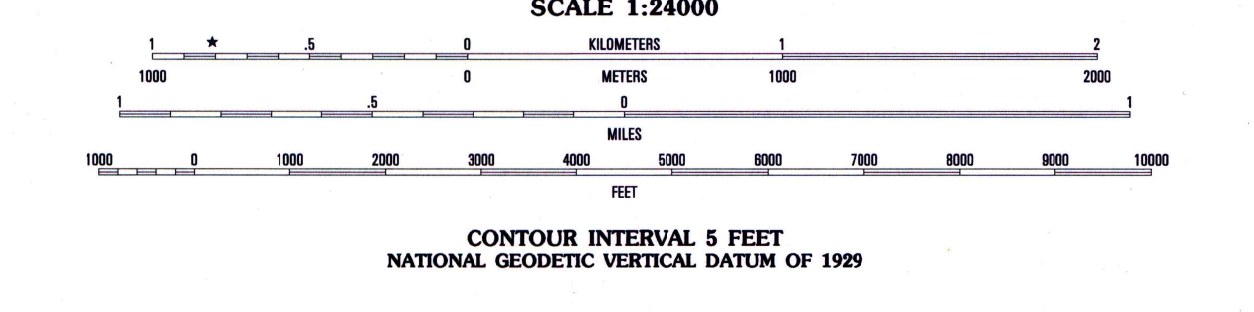 SCALE 1:24000
1 ★ .5 0 KILOMETERS 1 2
1000 0 METERS 1000 2000
1 .5 0 1
MILES
1000 0 1000 2000 3000 4000 5000 6000 7000 8000 9000 10000
FEET
CONTOUR INTERVAL 5 FEET
NATIONAL GEODETIC VERTICAL DATUM OF 1929